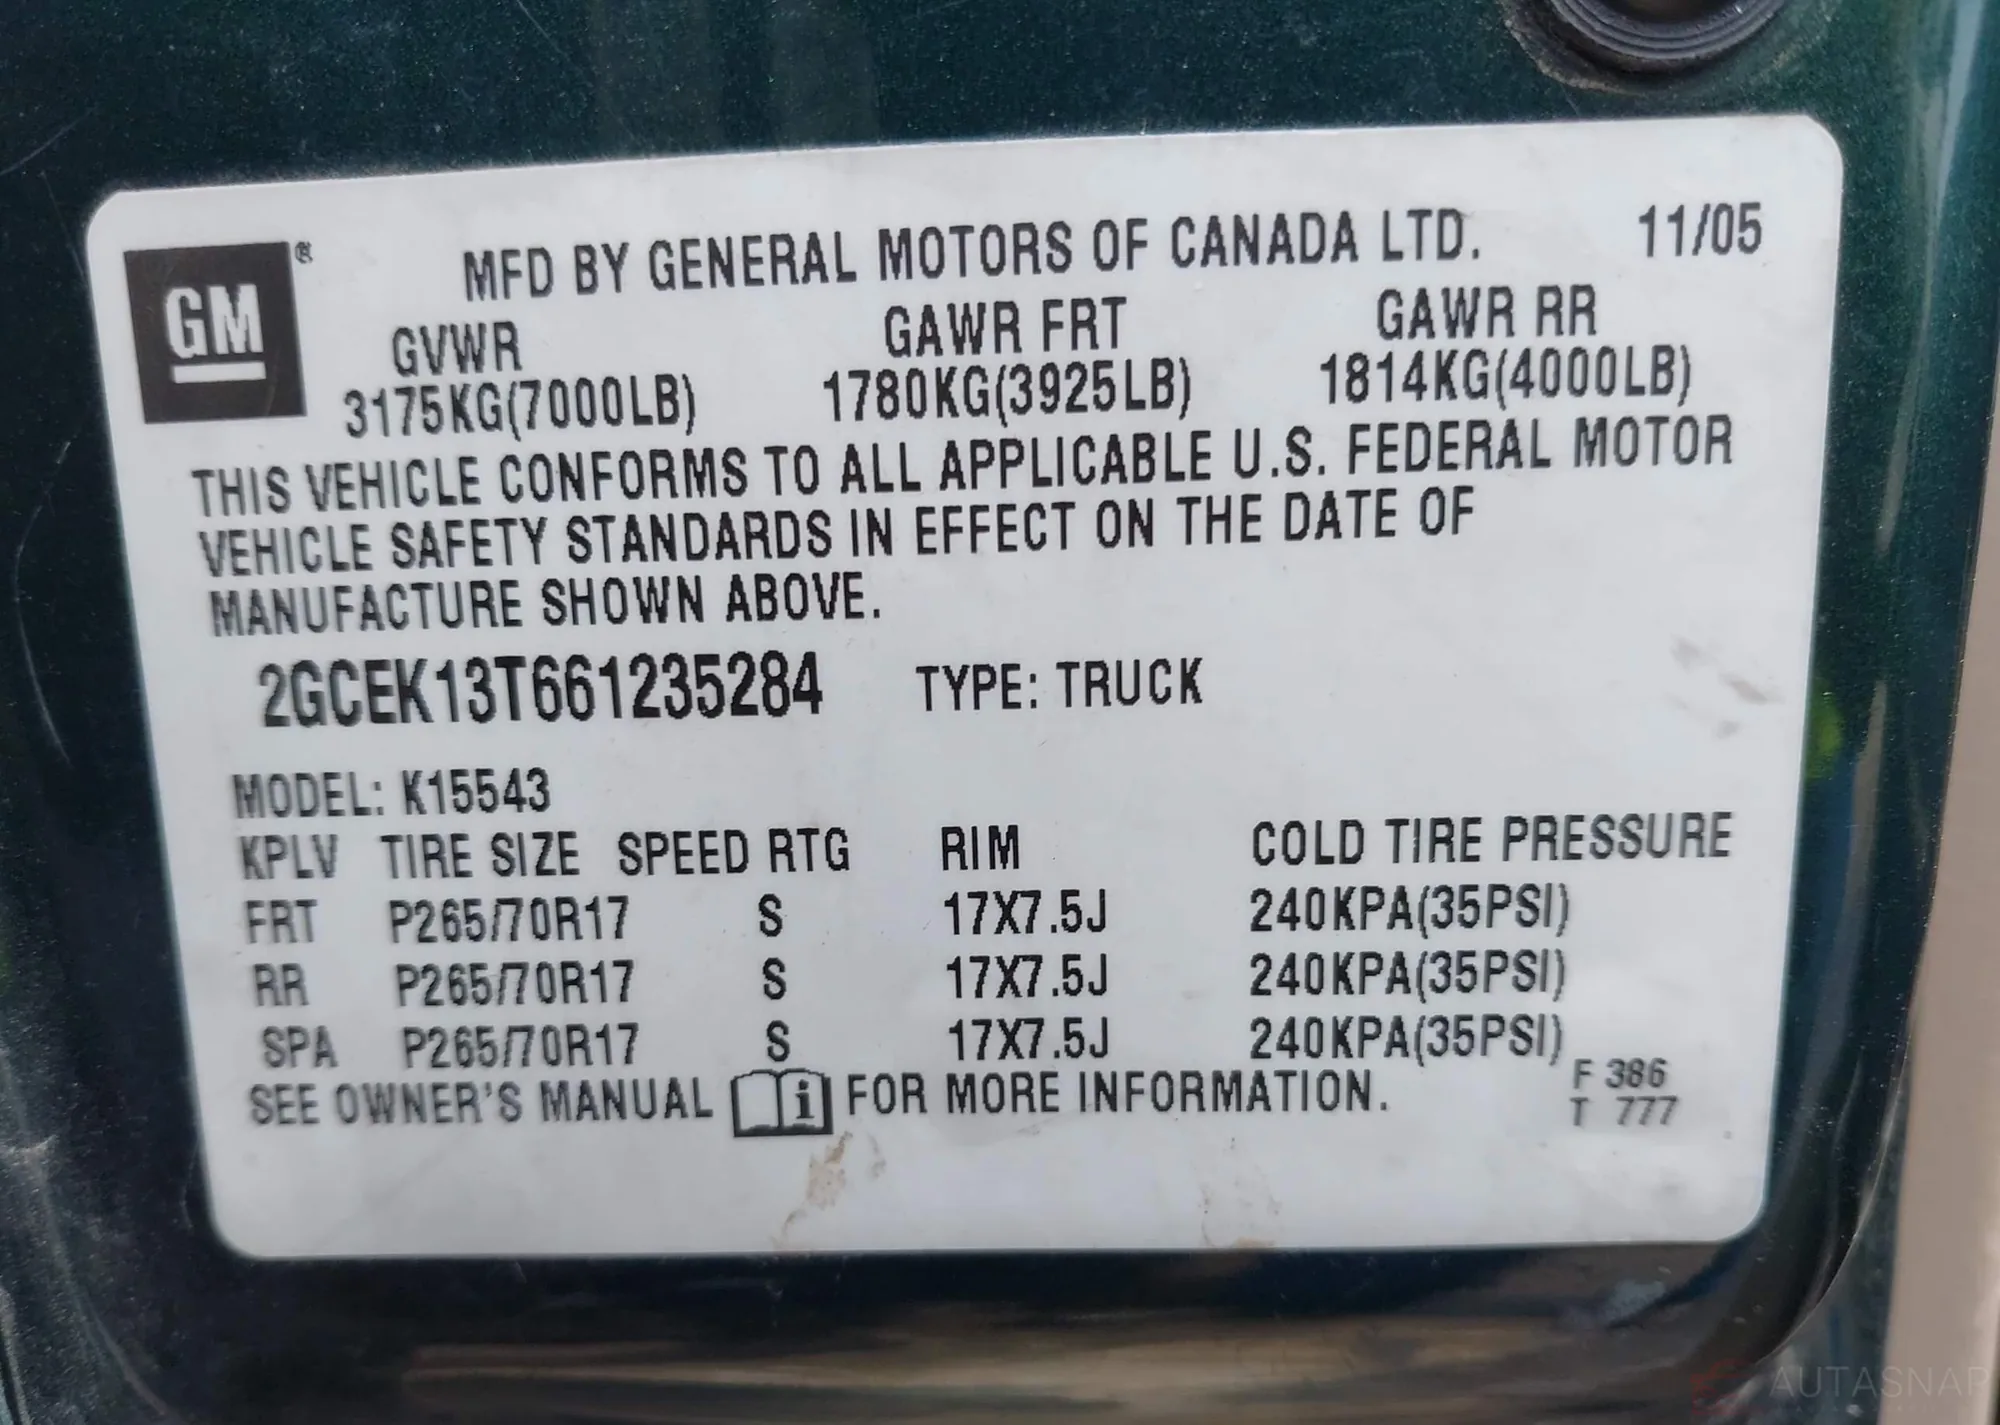 GM® MFD BY GENERAL MOTORS OF CANADA LTD. 11/05
GVWR GAWR FRT GAWR RR
3175KG(7000LB) 1780KG(3925LB) 1814KG(4000LB)
THIS VEHICLE CONFORMS TO ALL APPLICABLE U.S. FEDERAL MOTOR
VEHICLE SAFETY STANDARDS IN EFFECT ON THE DATE OF
MANUFACTURE SHOWN ABOVE.
2GCEK13T661235284 TYPE: TRUCK
MODEL: K15543
KPLV TIRE SIZE SPEED RTG RIM COLD TIRE PRESSURE
FRT P265/70R17 S 17X7.5J 240KPA(35PSI)
RR P265/70R17 S 17X7.5J 240KPA(35PSI)
SPA P265/70R17 S 17X7.5J 240KPA(35PSI)
SEE OWNER'S MANUAL i FOR MORE INFORMATION.
F 386
T 777
AUTASNAP